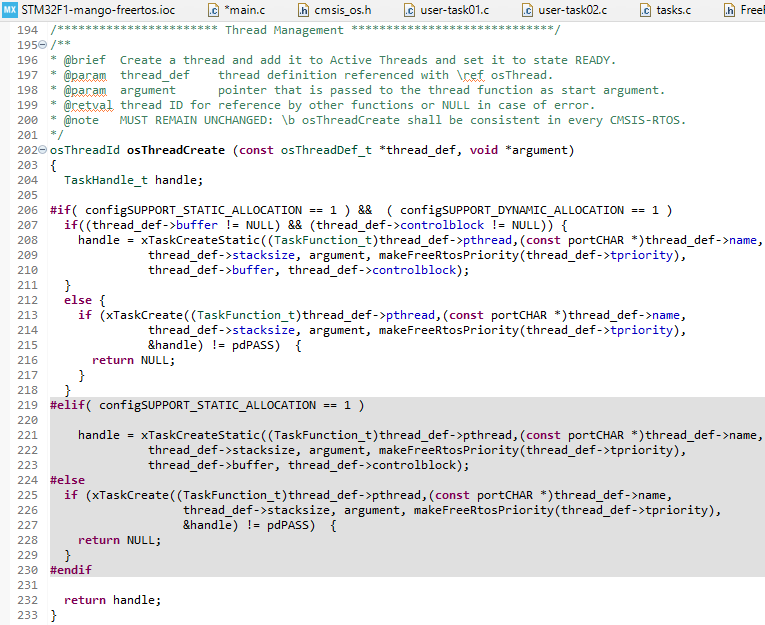 MX STM32F1-mango-freertos.ioc .c *main.c .h cmsis_os.h .c user-task01.c .c user-task02.c .c tasks.c .h FreeR
194 /*********************** Thread Management *****************************/
195 /**
196 * @brief  Create a thread and add it to Active Threads and set it to state READY.
197 * @param  thread_def    thread definition referenced with \ref osThread.
198 * @param  argument      pointer that is passed to the thread function as start argument.
199 * @retval thread ID for reference by other functions or NULL in case of error.
200 * @note   MUST REMAIN UNCHANGED: \b osThreadCreate shall be consistent in every CMSIS-RTOS.
201 */
202 osThreadId osThreadCreate (const osThreadDef_t *thread_def, void *argument)
203 {
204   TaskHandle_t handle;
205
206 #if( configSUPPORT_STATIC_ALLOCATION == 1 ) &&  ( configSUPPORT_DYNAMIC_ALLOCATION == 1 )
207   if((thread_def->buffer != NULL) && (thread_def->controlblock != NULL)) {
208     handle = xTaskCreateStatic((TaskFunction_t)thread_def->pthread,(const portCHAR *)thread_def->name,
209               thread_def->stacksize, argument, makeFreeRtosPriority(thread_def->tpriority),
210               thread_def->buffer, thread_def->controlblock);
211   }
212   else {
213     if (xTaskCreate((TaskFunction_t)thread_def->pthread,(const portCHAR *)thread_def->name,
214               thread_def->stacksize, argument, makeFreeRtosPriority(thread_def->tpriority),
215               &handle) != pdPASS)  {
216       return NULL;
217     }
218   }
219 #elif( configSUPPORT_STATIC_ALLOCATION == 1 )
220
221     handle = xTaskCreateStatic((TaskFunction_t)thread_def->pthread,(const portCHAR *)thread_def->name,
222               thread_def->stacksize, argument, makeFreeRtosPriority(thread_def->tpriority),
223               thread_def->buffer, thread_def->controlblock);
224 #else
225   if (xTaskCreate((TaskFunction_t)thread_def->pthread,(const portCHAR *)thread_def->name,
226                    thread_def->stacksize, argument, makeFreeRtosPriority(thread_def->tpriority),
227                    &handle) != pdPASS)  {
228     return NULL;
229   }
230 #endif
231
232   return handle;
233 }